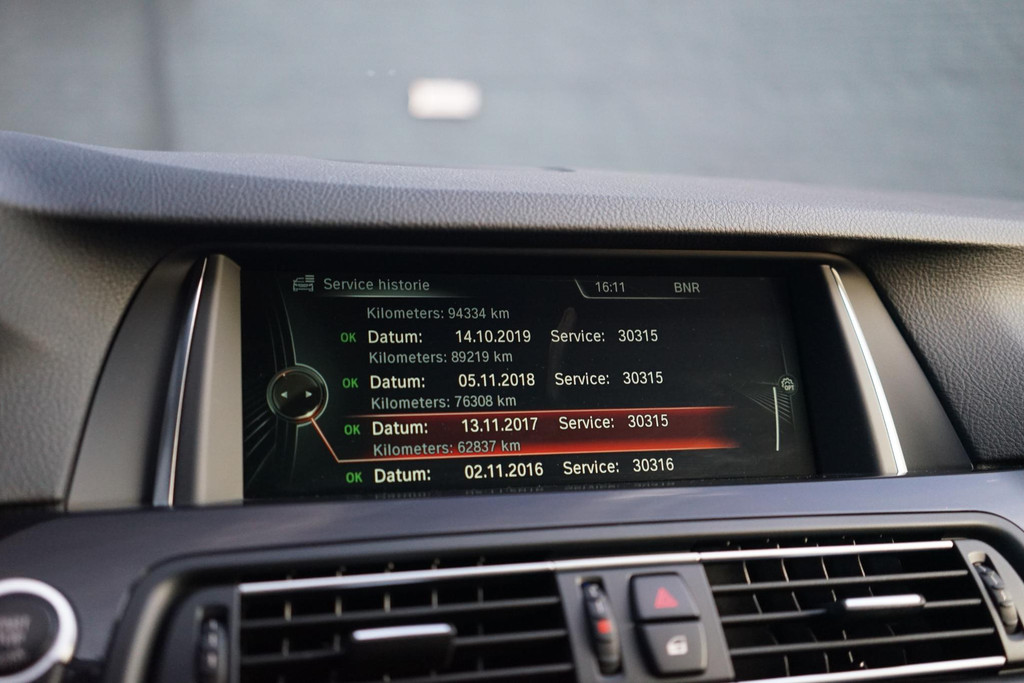 Service historie 16:11 BNR
Kilometers: 94334 km
OK Datum: 14.10.2019 Service: 30315
Kilometers: 89219 km
OK Datum: 05.11.2018 Service: 30315
Kilometers: 76308 km
OK Datum: 13.11.2017 Service: 30315
Kilometers: 62837 km
OK Datum: 02.11.2016 Service: 30316
OFF